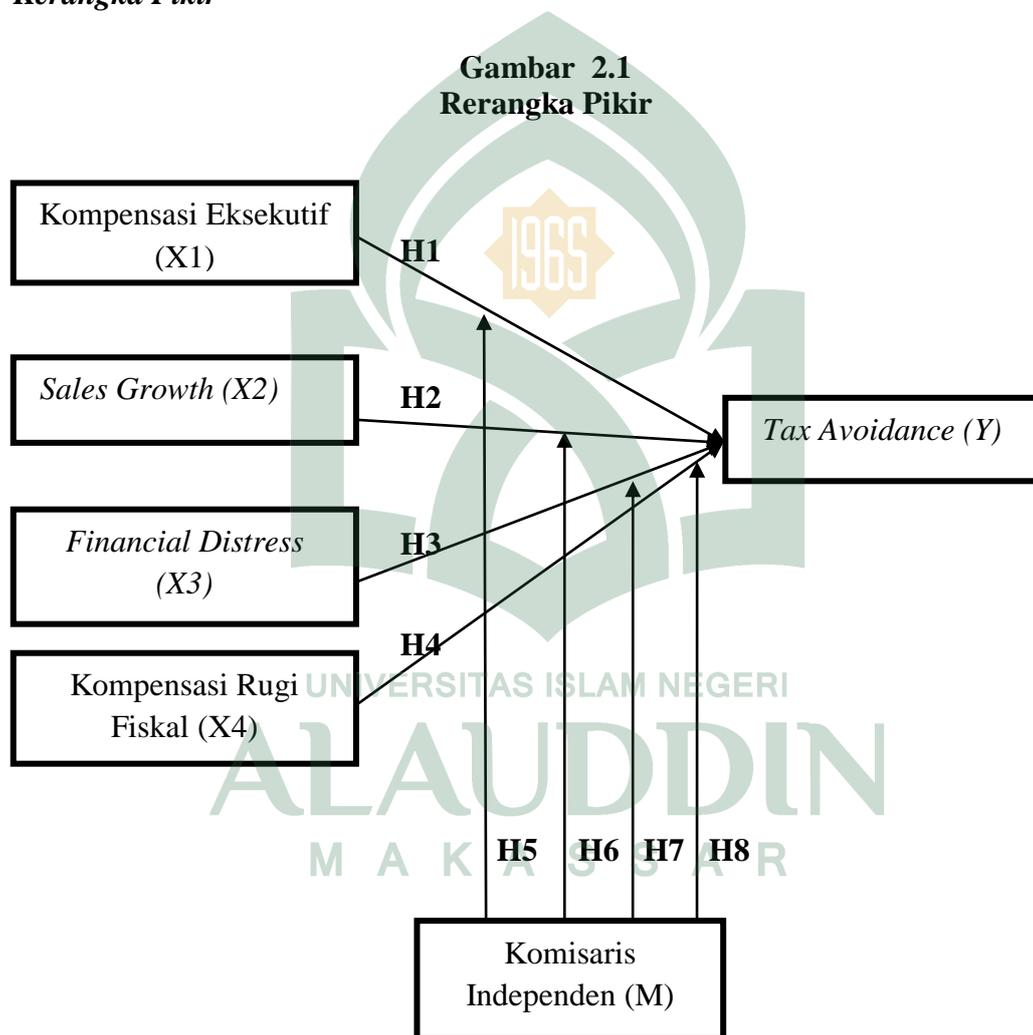 Kerangka Pikir
Gambar 2.1
Rerangka Pikir
Kompensasi Eksekutif
(X1)
H1
1965
Sales Growth (X2)
H2
Tax Avoidance (Y)
Financial Distress
(X3)
H3
H4
Kompensasi Rugi
Fiskal (X4)
UNIVERSITAS ISLAM NEGERI
ALAUDDIN
MAKASSAR
H5 H6 H7 H8
Komisaris
Independen (M)